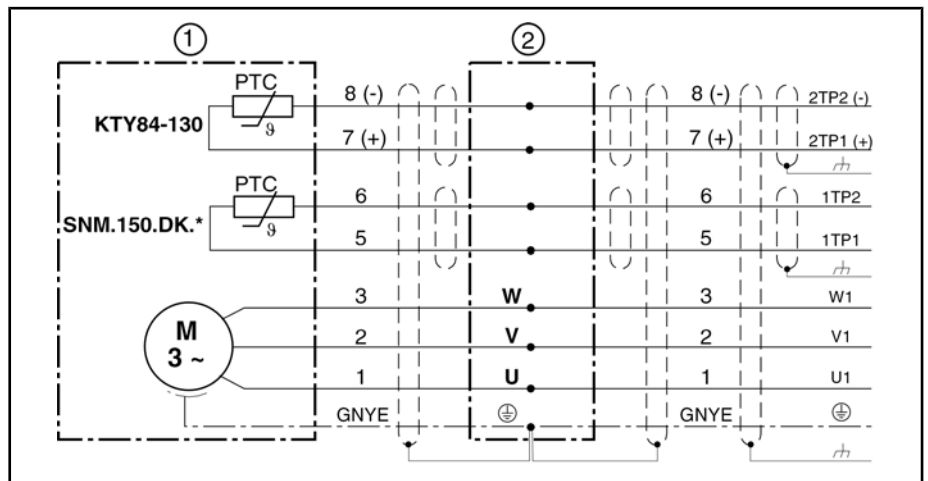 ① ②
PTC 8 (-) 8 (-) 2TP2 (-)
KTY84-130 ϑ
7 (+) 7 (+) 2TP1 (+)
PTC 6 6 1TP2
SNM.150.DK.* ϑ
5 5 1TP1
3 W 3 W1
M 2 V 2 V1
3 ~
1 U 1 U1
GNYE GNYE